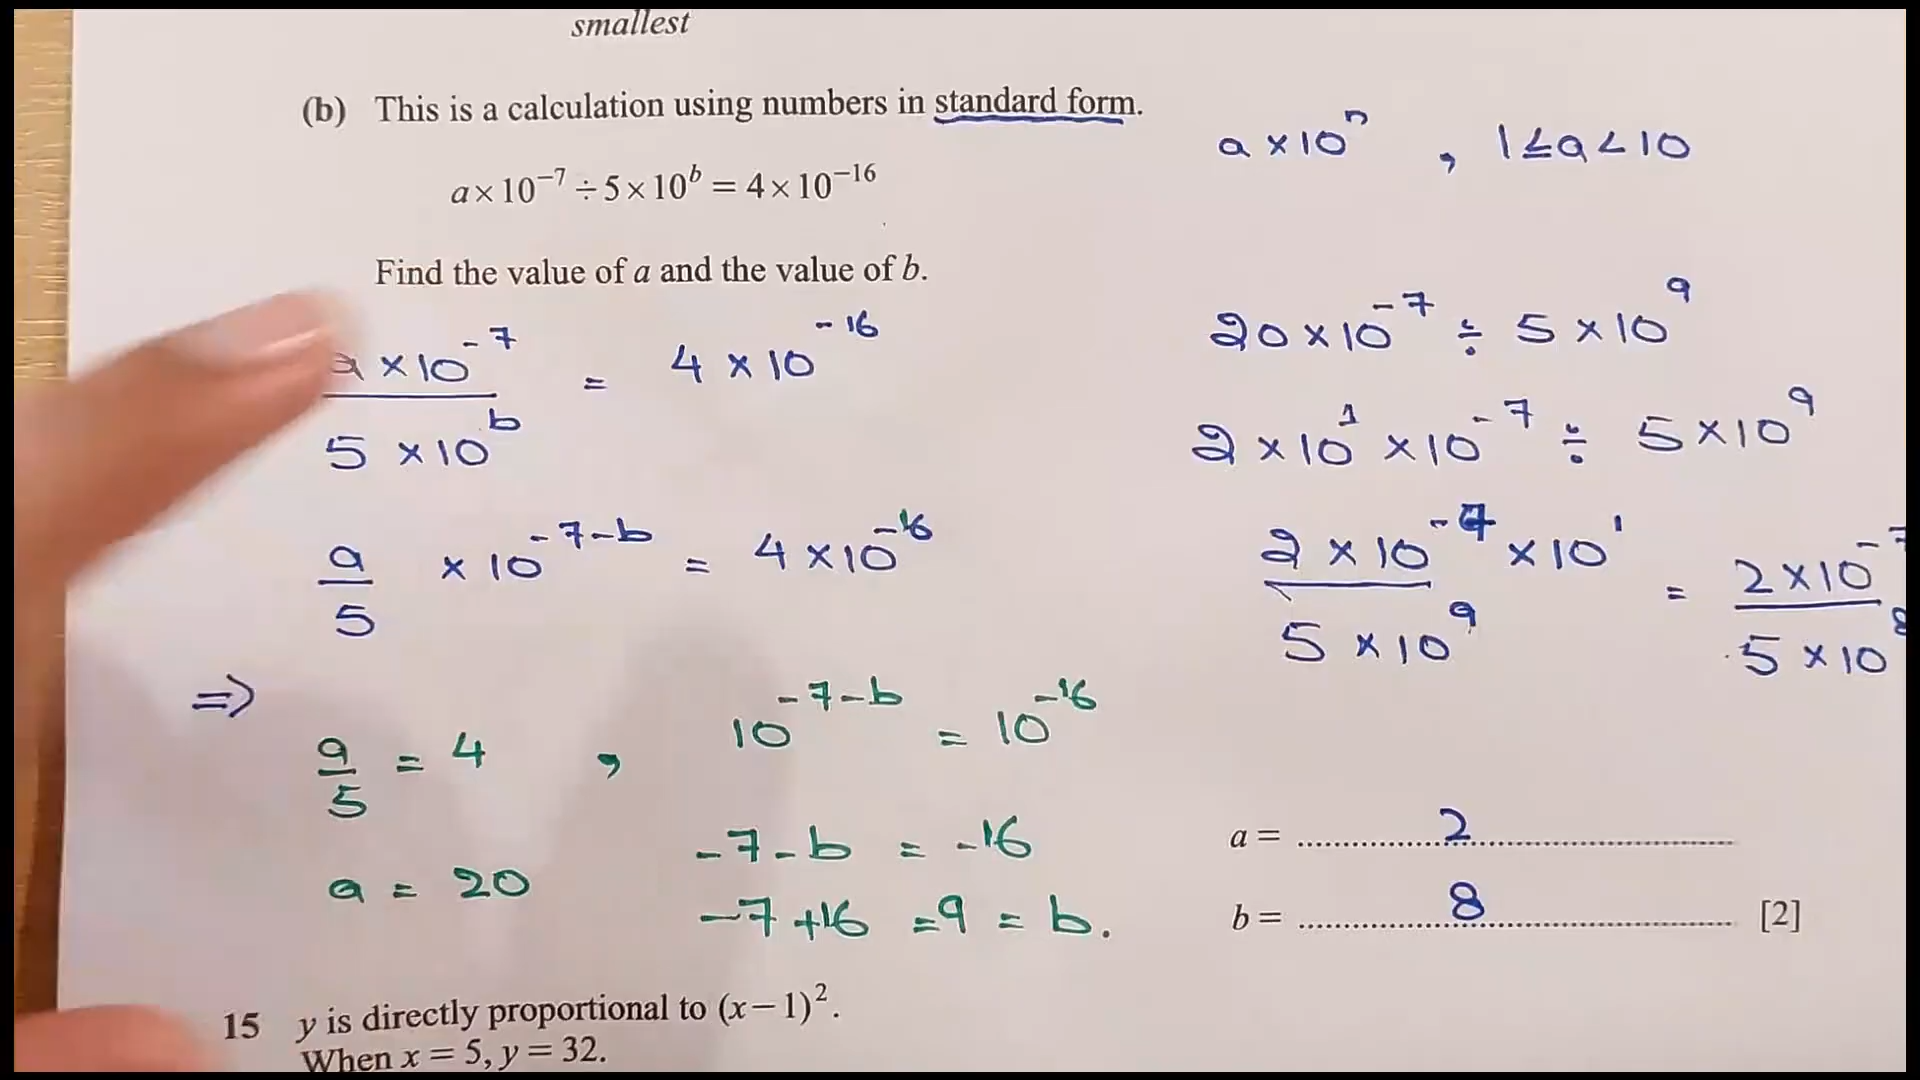 smallest
(b) This is a calculation using numbers in standard form.
a × 10⁻⁷ ÷ 5 × 10ᵇ = 4 × 10⁻¹⁶
Find the value of a and the value of b.
a × 10⁻⁷ / 5 × 10ᵇ = 4 × 10⁻¹⁶
a/5 × 10⁻⁷⁻ᵇ = 4 × 10⁻¹⁶
⇒ a/5 = 4 , 10⁻⁷⁻ᵇ = 10⁻¹⁶
a = 20
-7-b = -16
-7+16 = 9 = b.
a × 10ⁿ , 1 ≤ a < 10
20 × 10⁻⁷ ÷ 5 × 10⁹
2 × 10¹ × 10⁻⁷ ÷ 5 × 10⁹
2 × 10⁻⁷ × 10¹ / 5 × 10⁹ = 2 × 10⁻⁷ / 5 × 10⁸
a = 2
b = 8 [2]
15 y is directly proportional to (x − 1)².
When x = 5, y = 32.